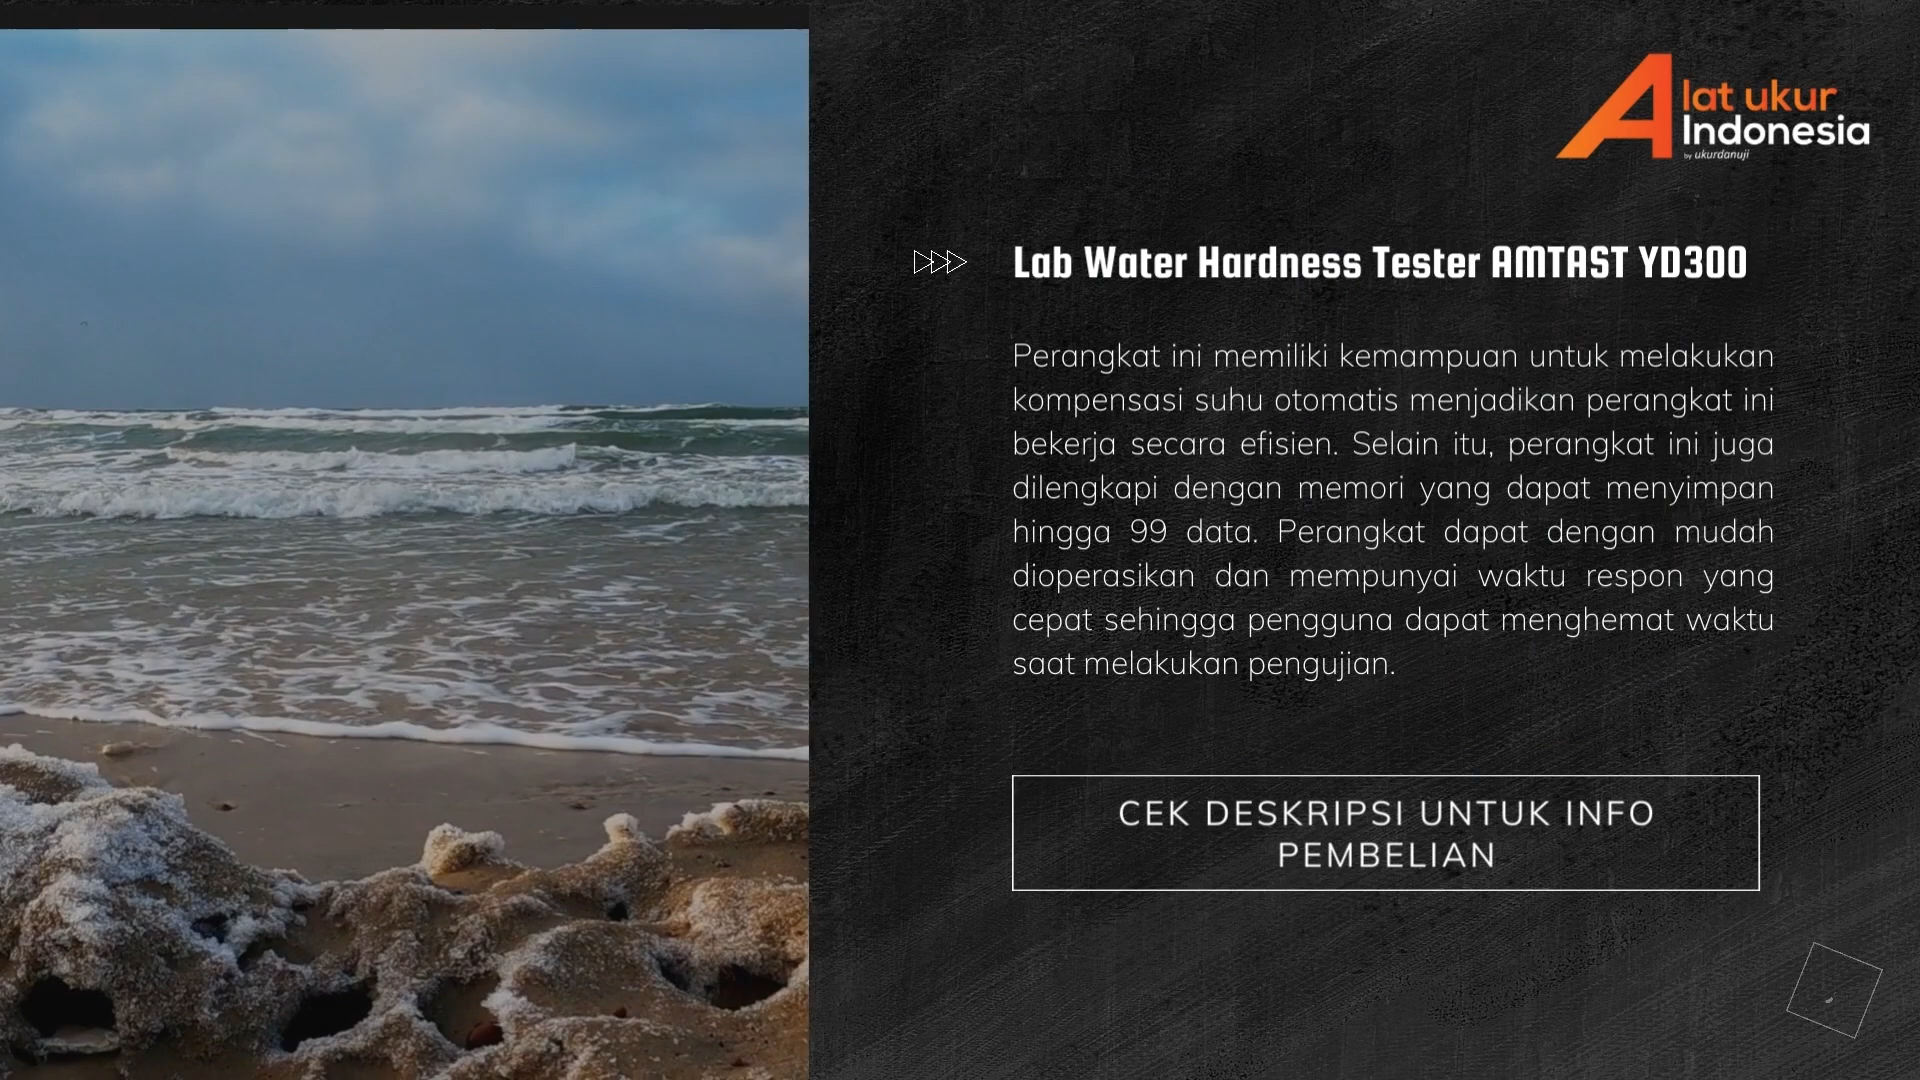 Alat ukur
Indonesia
by ukurdanuji
Lab Water Hardness Tester AMTAST YD300
Perangkat ini memiliki kemampuan untuk melakukan
kompensasi suhu otomatis menjadikan perangkat ini
bekerja secara efisien. Selain itu, perangkat ini juga
dilengkapi dengan memori yang dapat menyimpan
hingga 99 data. Perangkat dapat dengan mudah
dioperasikan dan mempunyai waktu respon yang
cepat sehingga pengguna dapat menghemat waktu
saat melakukan pengujian.
CEK DESKRIPSI UNTUK INFO
PEMBELIAN